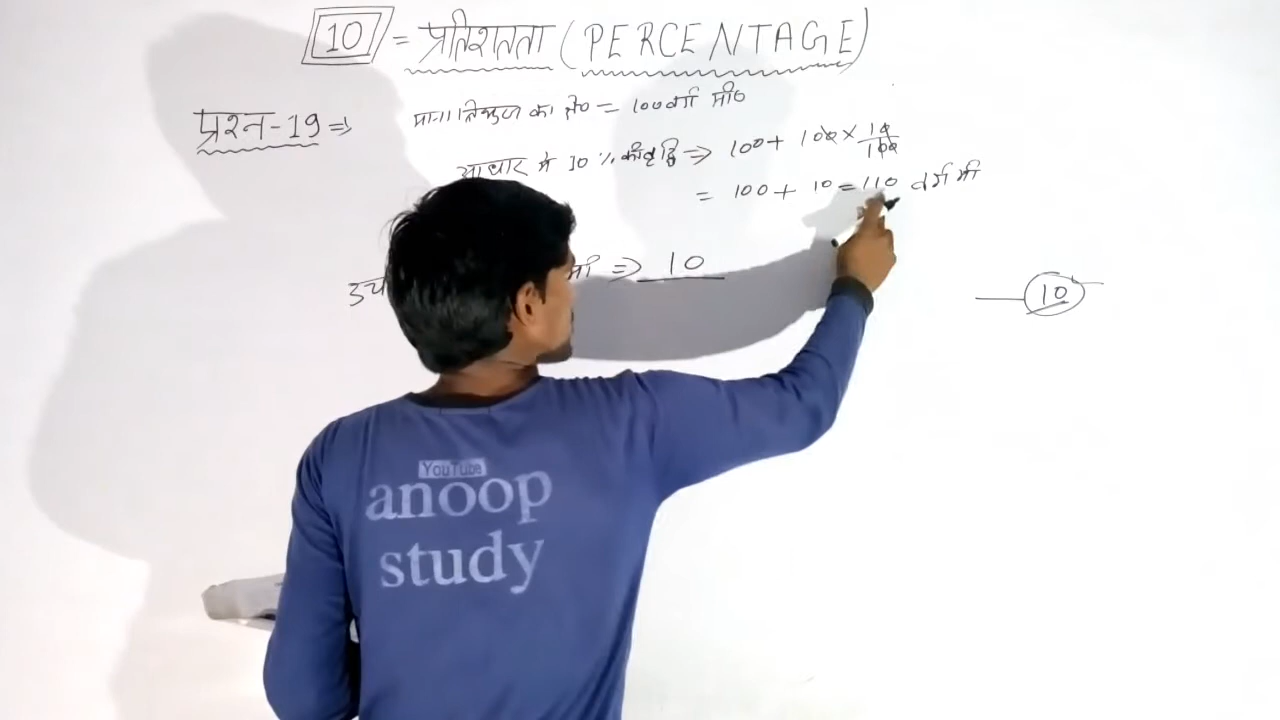 10 = प्रतिशतता (PERCENTAGE)
प्रश्न-19 ⇒ माना त्रिभुज का क्षे० = 100 वर्ग मी०
आधार में 10% की वृद्धि ⇒ 100 + 100 × 10/100
= 100 + 10 = 110 वर्ग मी
⇒ 10
10
YouTube
anoop
study